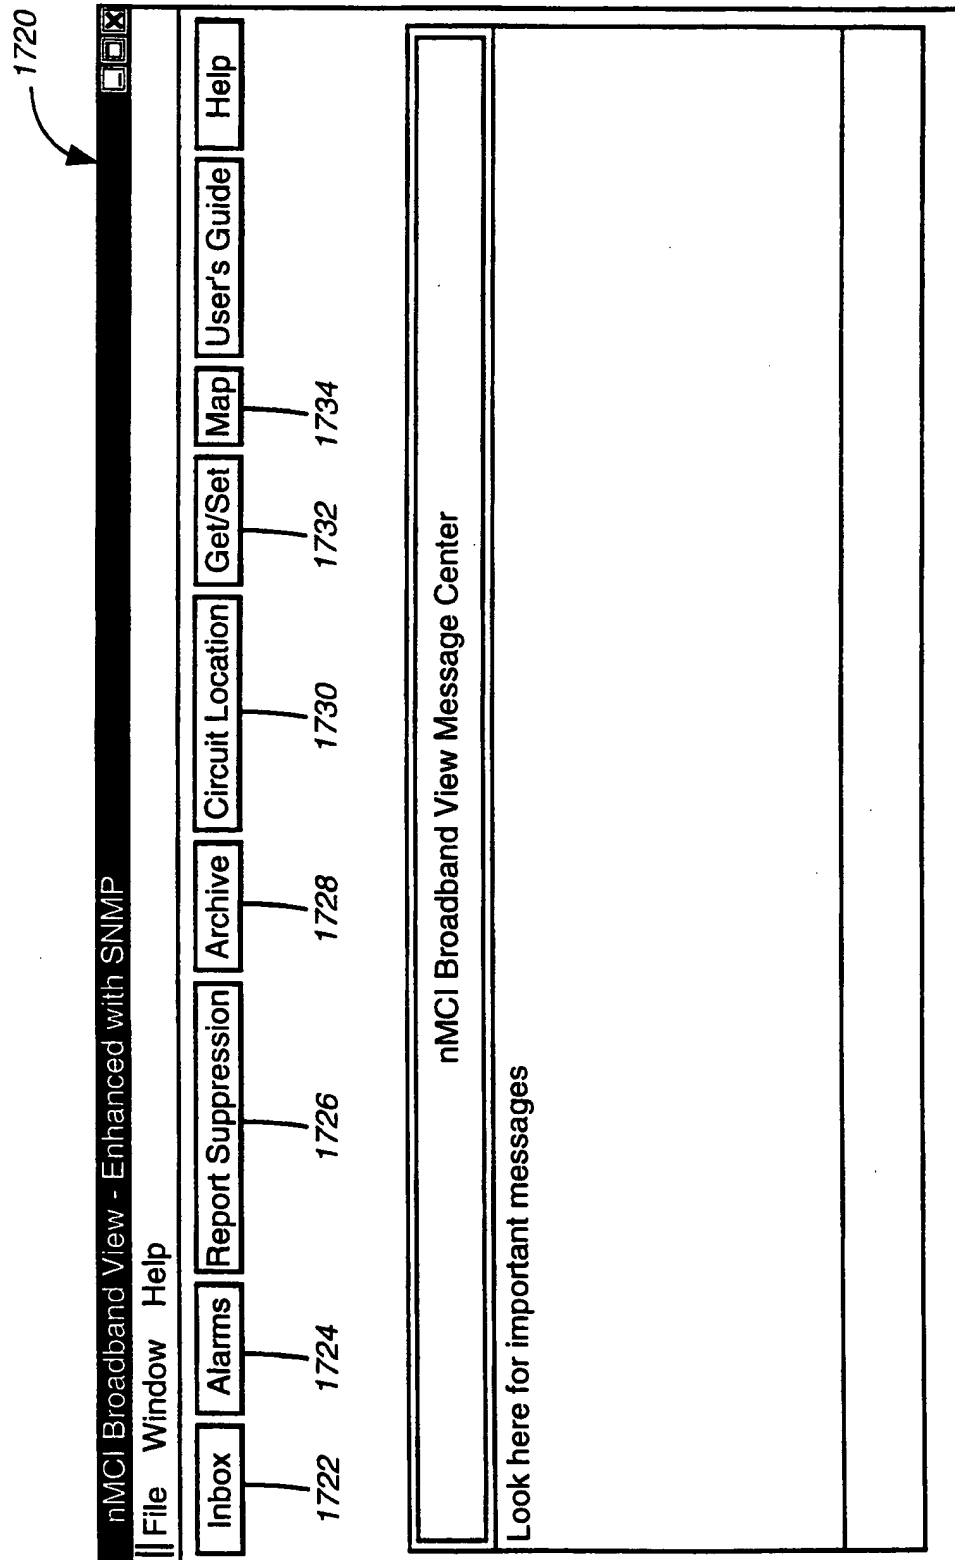 1720
nMCI Broadband View - Enhanced with SNMP
File Window Help
Inbox Alarms Report Suppression Archive Circuit Location Get/Set Map User's Guide Help
1722 1724 1726 1728 1730 1732 1734
nMCI Broadband View Message Center
Look here for important messages